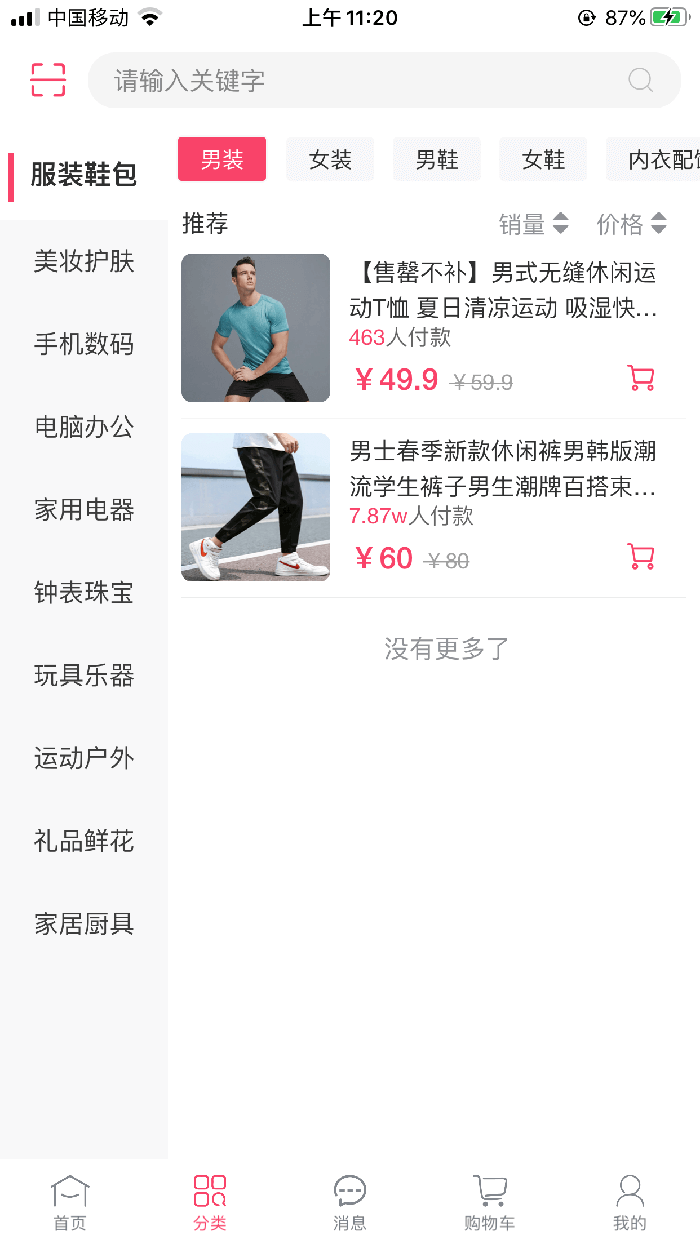 中国移动
上午11:20
87%
请输入关键字
服装鞋包
美妆护肤
手机数码
电脑办公
家用电器
钟表珠宝
玩具乐器
运动户外
礼品鲜花
家居厨具
男装
女装
男鞋
女鞋
内衣配
推荐
销量
价格
【售罄不补】男式无缝休闲运
动T恤 夏日清凉运动 吸湿快...
463人付款
￥49.9 ￥59.9
男士春季新款休闲裤男韩版潮
流学生裤子男生潮牌百搭束...
7.87w人付款
￥60 ￥80
没有更多了
首页
分类
消息
购物车
我的